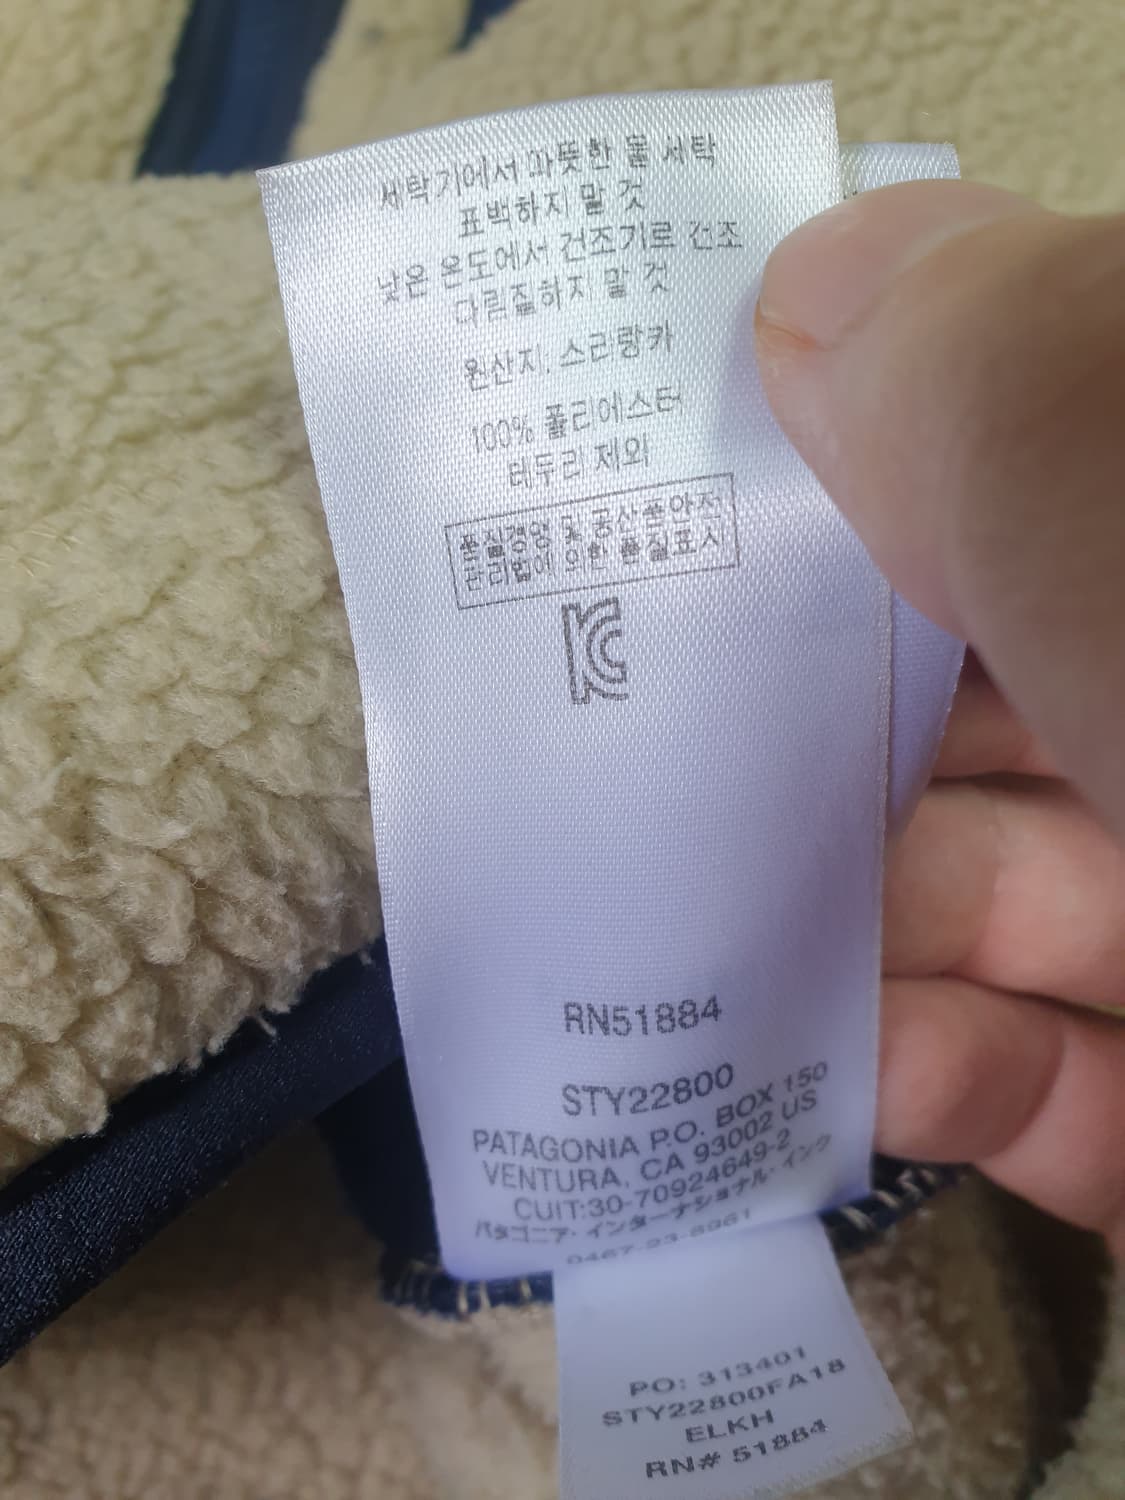 세탁기에서 따뜻한 물 세탁
표백하지 말 것
낮은 온도에서 건조기로 건조
다림질하지 말 것
원산지: 스리랑카
100% 폴리에스터
테두리 제외
품질경영 및 공산품안전
관리법에 의한 품질표시
KC
RN51884
STY22800
PATAGONIA P.O. BOX 150
VENTURA, CA 93002 US
CUIT:30-70924649-2
パタゴニア・インターナショナル・インク
0467-23-8961
PO: 313401
STY22800FA18
ELKH
RN# 51884